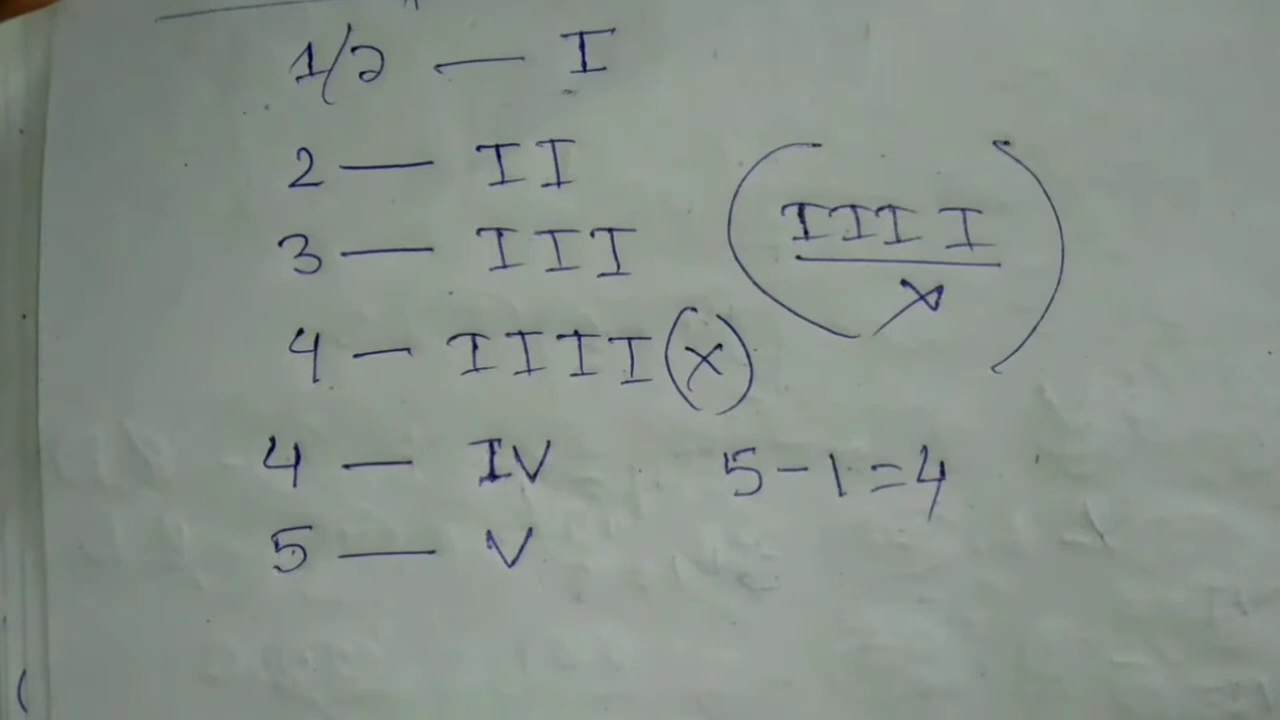 1/2 — I
2 — II
3 — III
(IIII
x)
4 — IIII (x)
4 — IV 5-1=4
5 — V